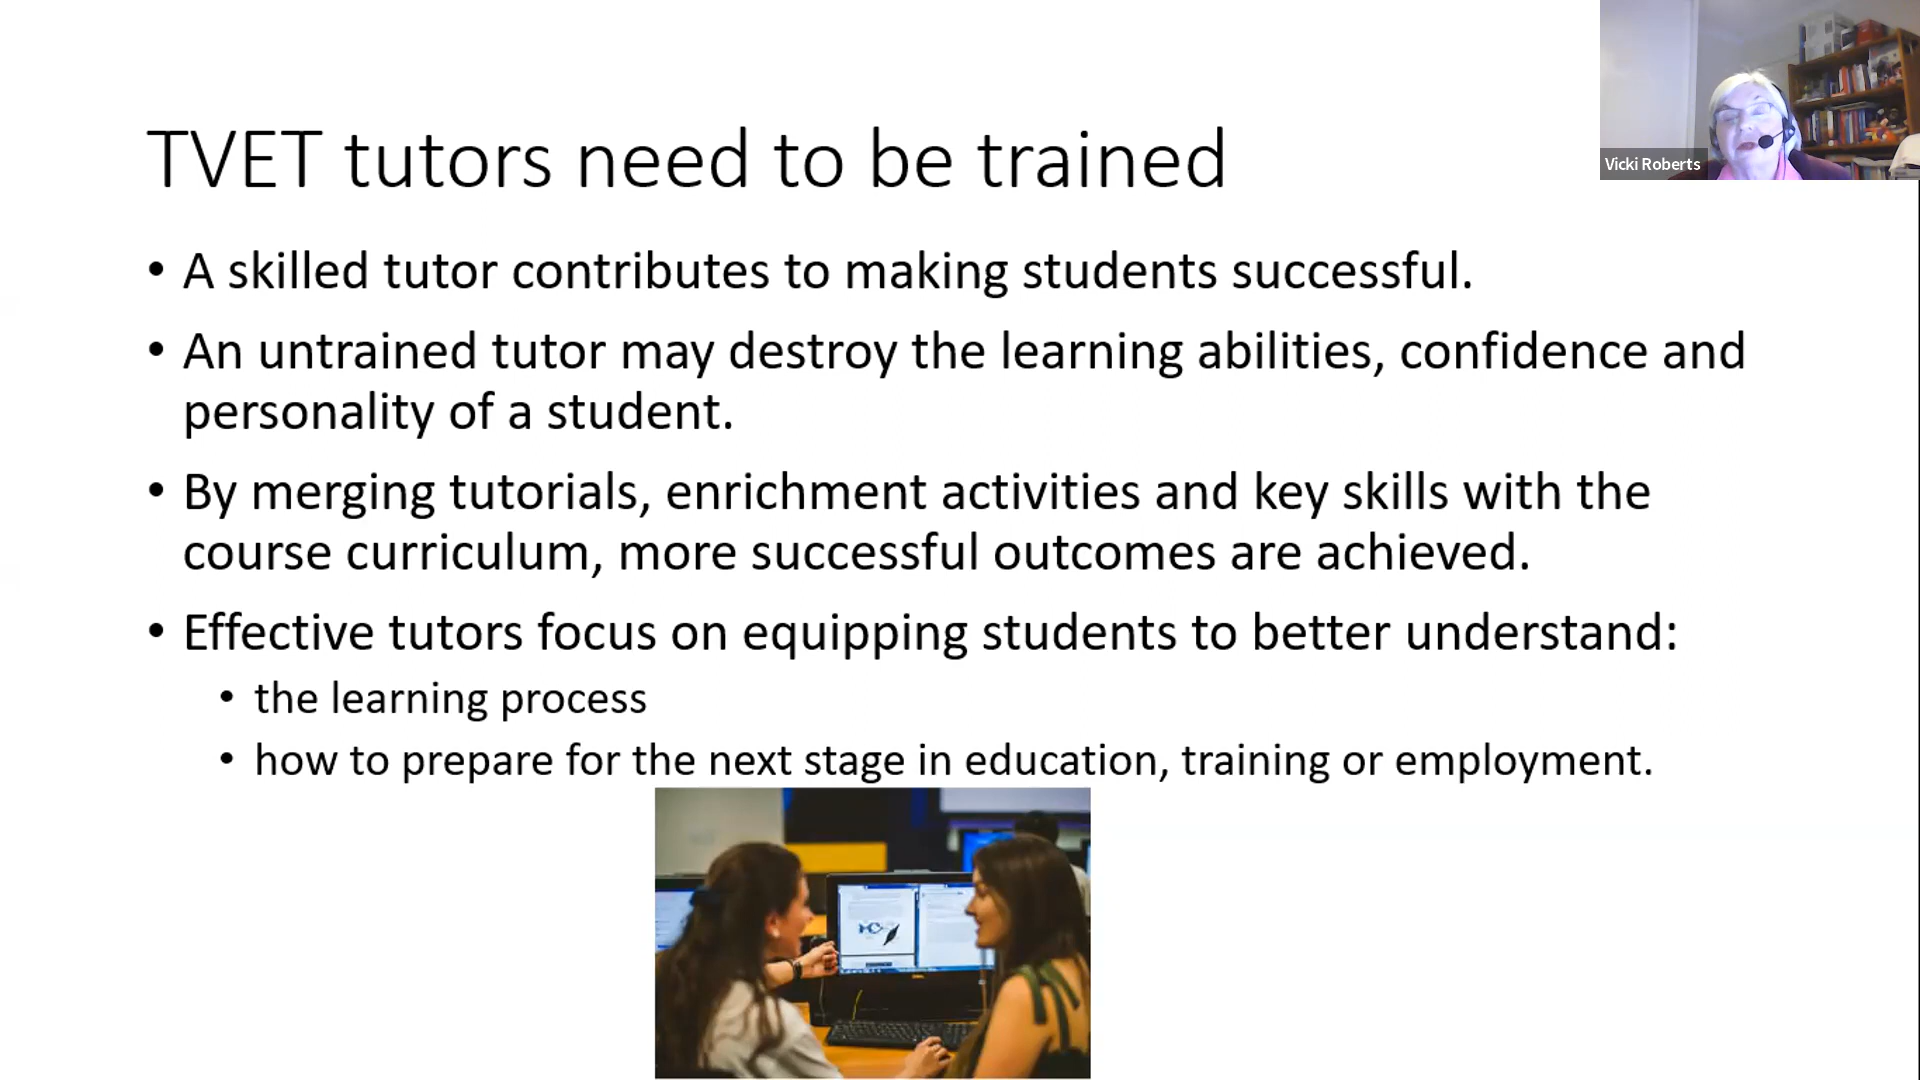 TVET tutors need to be trained
• A skilled tutor contributes to making students successful.
• An untrained tutor may destroy the learning abilities, confidence and
personality of a student.
• By merging tutorials, enrichment activities and key skills with the
course curriculum, more successful outcomes are achieved.
• Effective tutors focus on equipping students to better understand:
• the learning process
• how to prepare for the next stage in education, training or employment.
Vicki Roberts